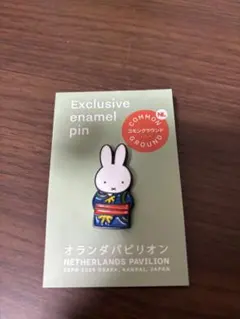 Exclusive
enamel
pin
COMMON
NL
コモングラウンド
GROUND
オランダパビリオン
NETHERLANDS PAVILION
EXPO 2025 OSAKA, KANSAI, JAPAN